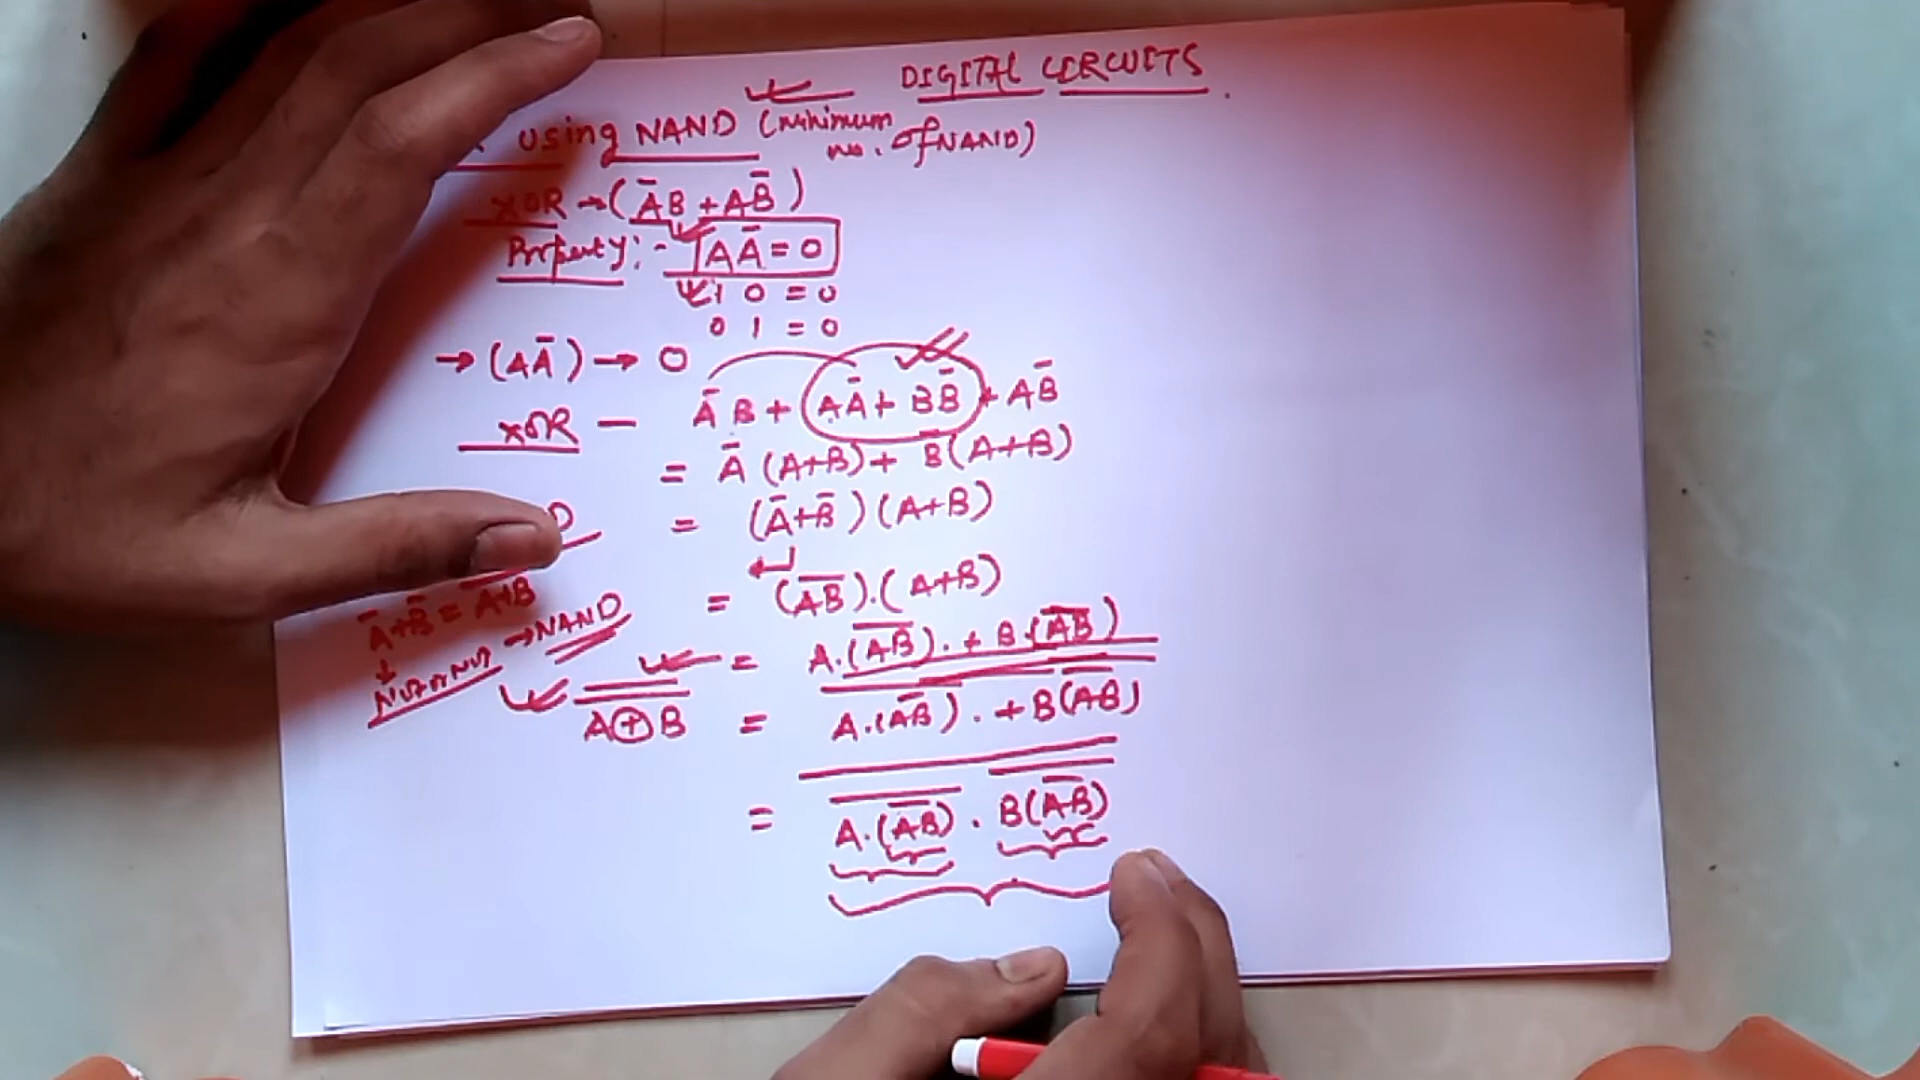 DIGITAL CIRCUITS.
using NAND (minimum no. of NAND)
XOR → (A̅B + AB̅)
Property:- AA̅ = 0
1 0 = 0
0 1 = 0
→ (AA̅) → 0
XOR - A̅B + AA̅ + BB̅ + AB̅
= A̅(A+B) + B̅(A+B)
= (A̅+B̅)(A+B)
= (A̅B̅).(A+B)
A̅+B̅ = A̅+̅B̅
→ NAND
= A.(A̅B̅). + B.(A̅B̅)
A⊕B = A.(A̅B̅). + B(A̅B̅)
= A.(A̅B̅) . B(A̅B̅)